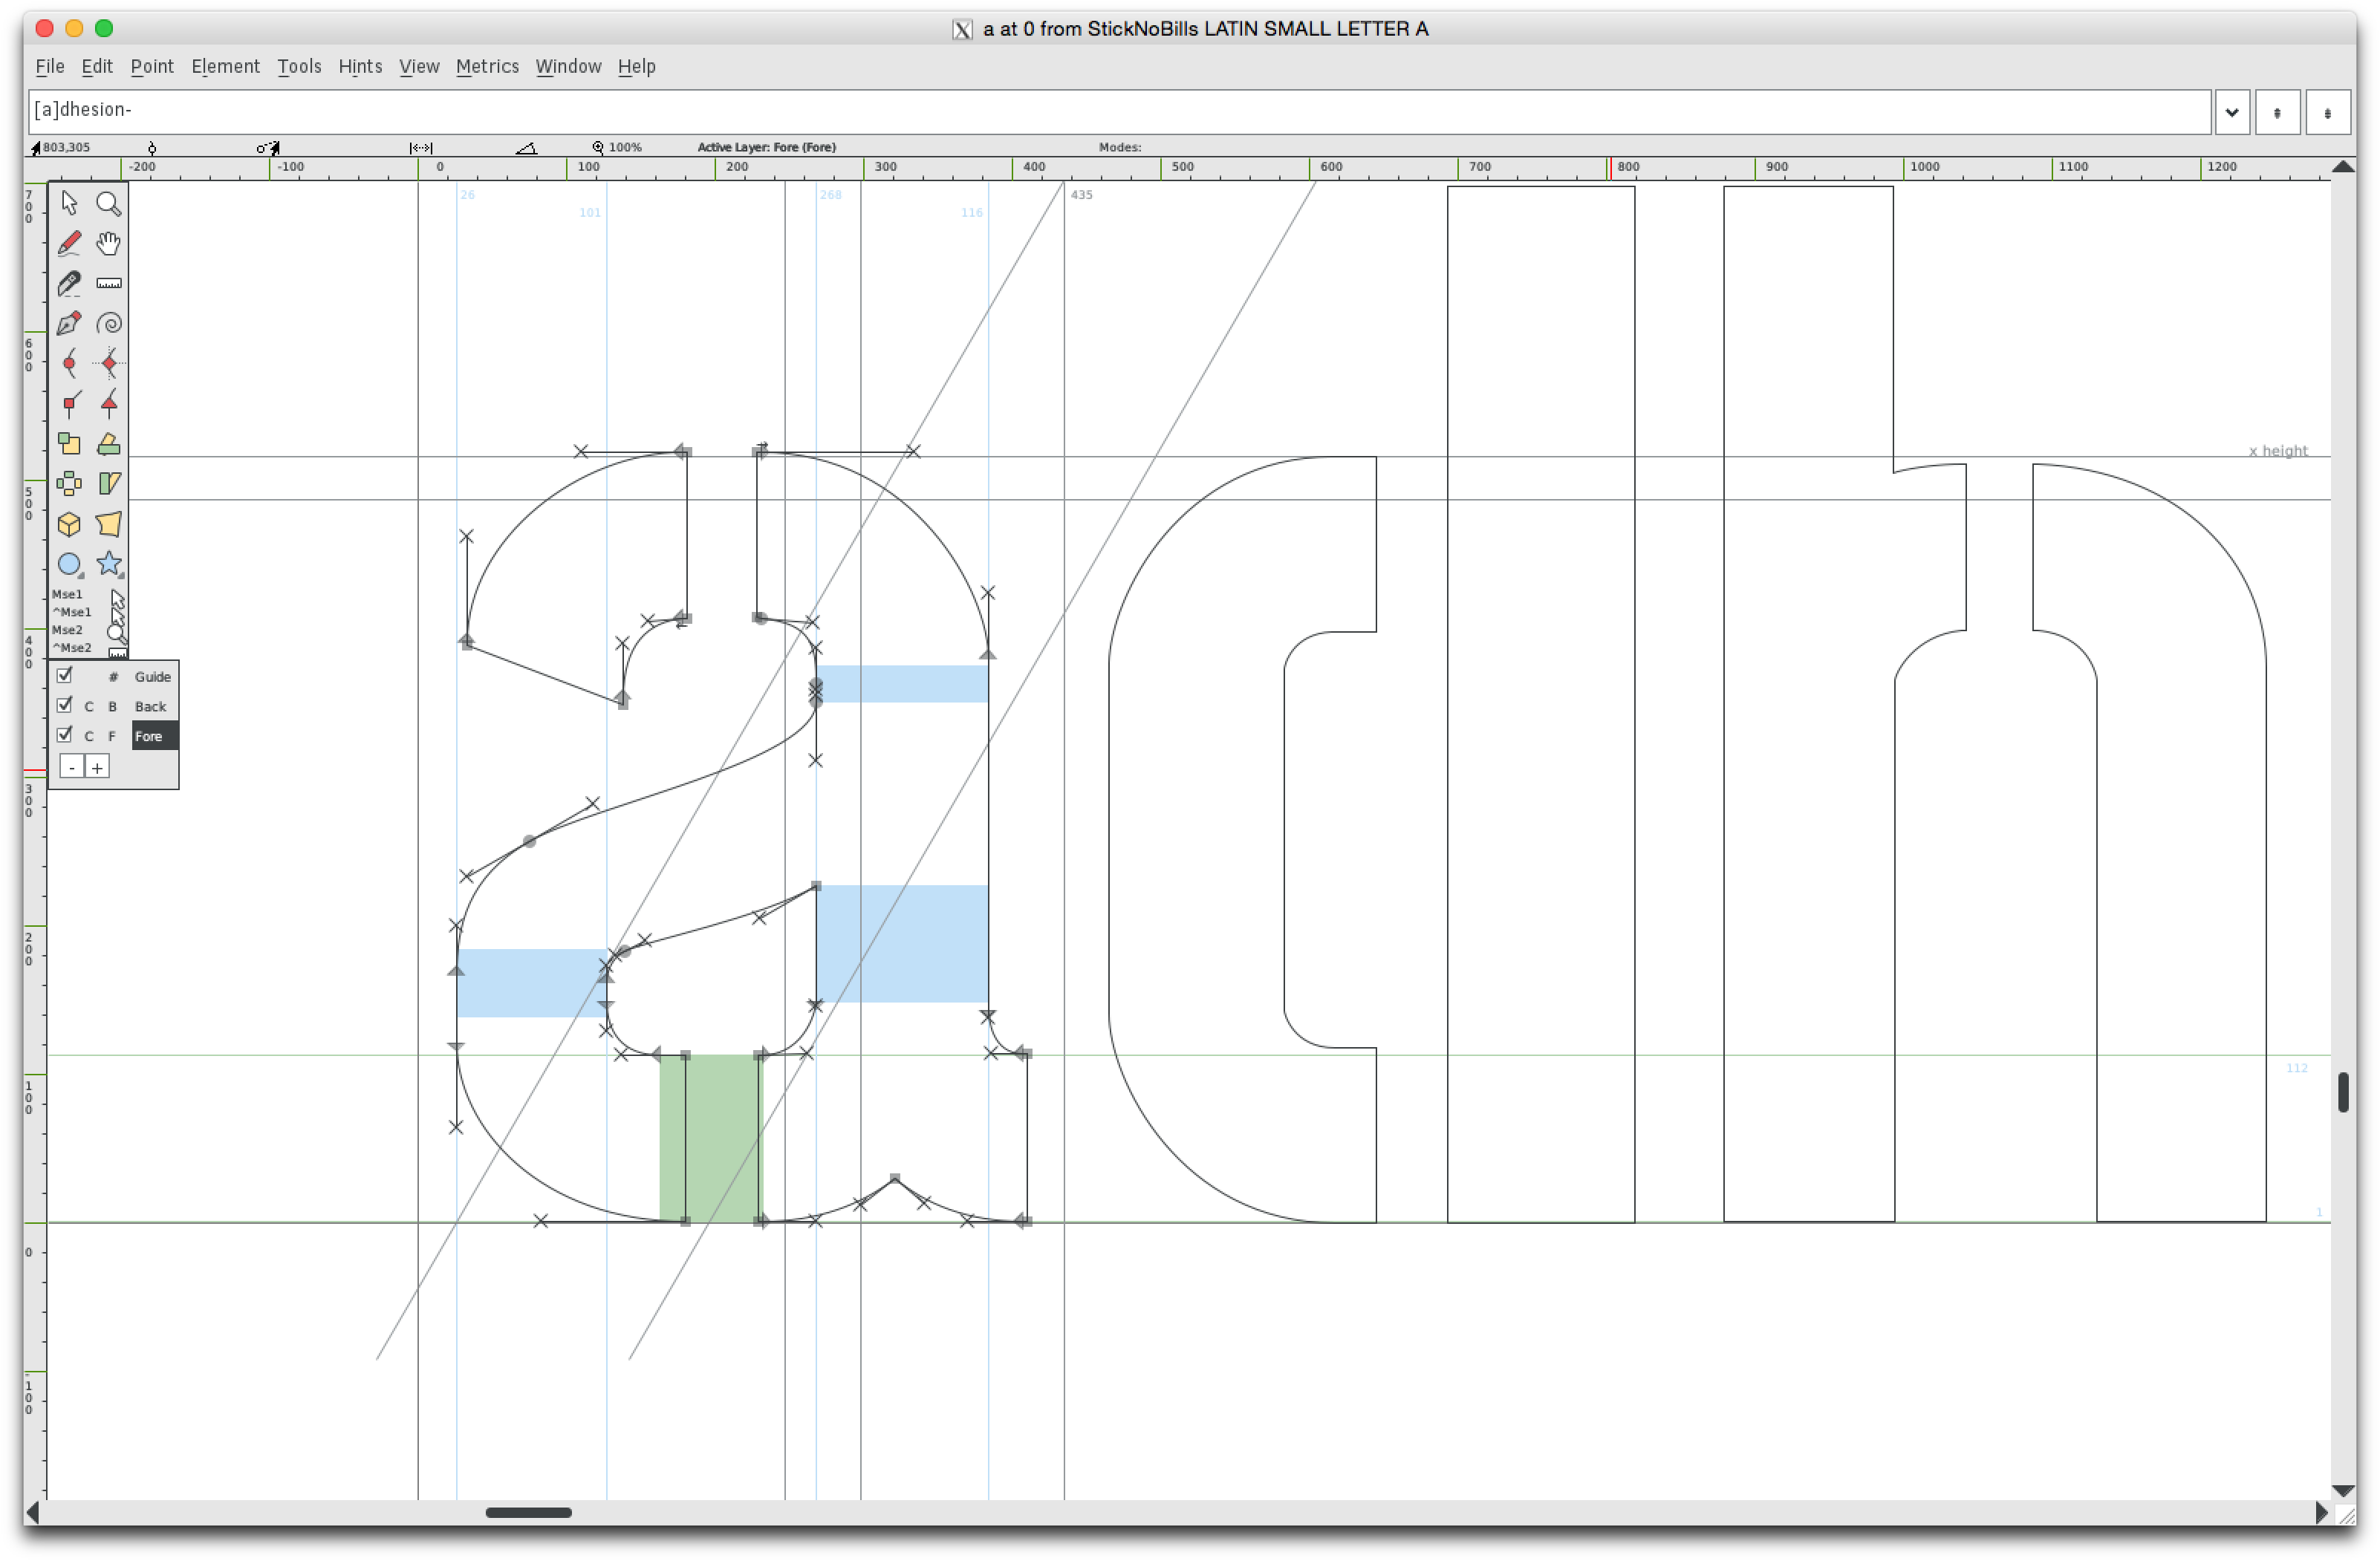 a at 0 from StickNoBills LATIN SMALL LETTER A
File Edit Point Element Tools Hints View Metrics Window Help
[a]dhesion-
803,305 100% Active Layer: Fore (Fore) Modes:
-200 -100 0 100 200 300 400 500 600 700 800 900 1000 1100 1200
26 268 435
101 116
700
600
x height
500
Mse1
^Mse1
Mse2
^Mse2
400
# Guide
C B Back
C F Fore
- +
300
200
112
100
1
0
-100